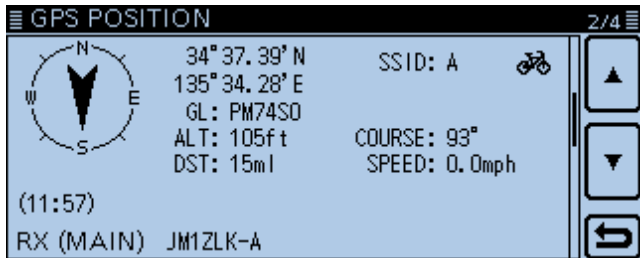 GPS POSITION 2/4
N
W E
S
34°37.39'N SSID: A
135°34.28'E
GL: PM74SO
ALT: 105ft COURSE: 93°
DST: 15ml SPEED: 0.0mph
(11:57)
RX (MAIN) JM1ZLK-A